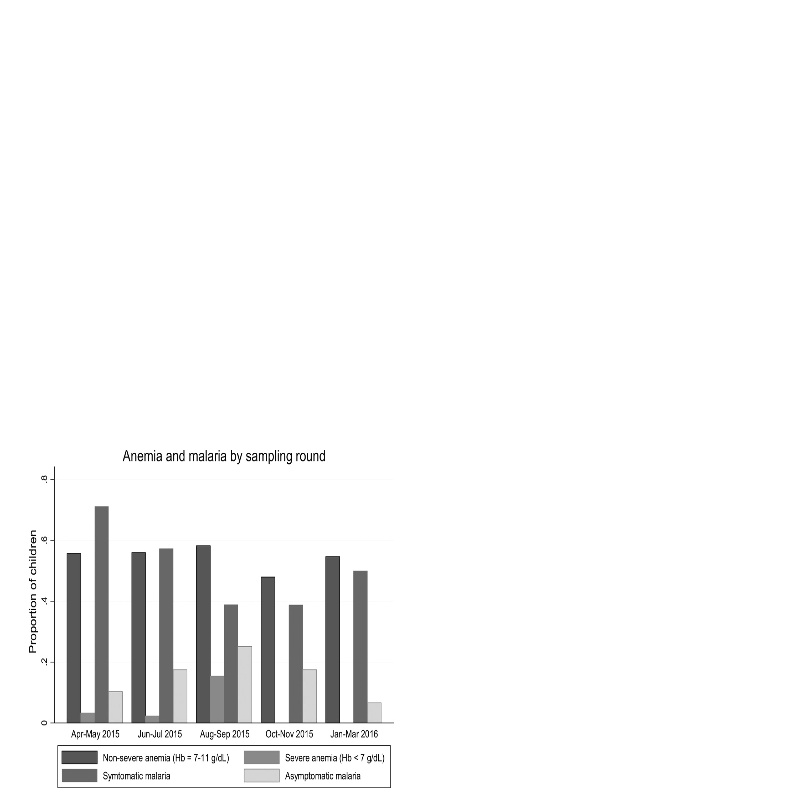 Anemia and malaria by sampling round
Proportion of children
.8
.6
.4
.2
0
Apr-May 2015 Jun-Jul 2015 Aug-Sep 2015 Oct-Nov 2015 Jan-Mar 2016
Non-severe anemia (Hb = 7-11 g/dL) Severe anemia (Hb < 7 g/dL)
Symtomatic malaria Asymptomatic malaria